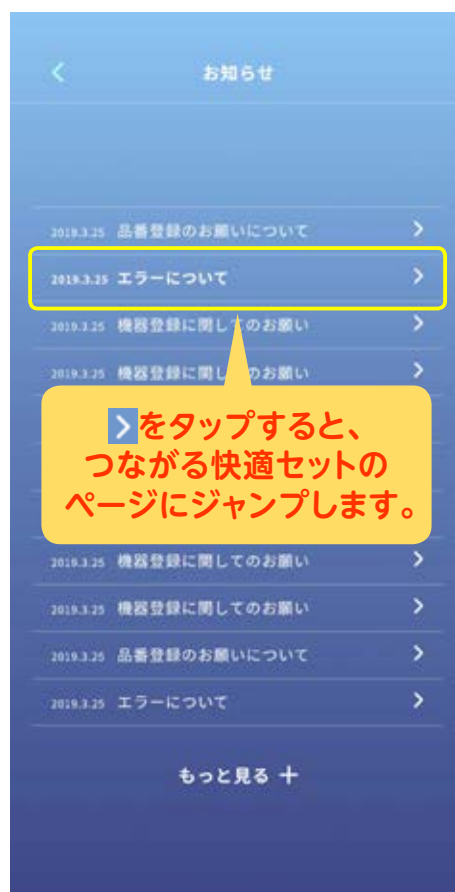 お知らせ
2019.3.25 品番登録のお願いについて
2019.3.25 エラーについて
2019.3.25 機器登録に関してのお願い
2019.3.25 機器登録に関し のお願い
をタップすると、
つながる快適セットの
ページにジャンプします。
2019.3.25 機器登録に関してのお願い
2019.3.25 機器登録に関してのお願い
2019.3.25 品番登録のお願いについて
2019.3.25 エラーについて
もっと見る +